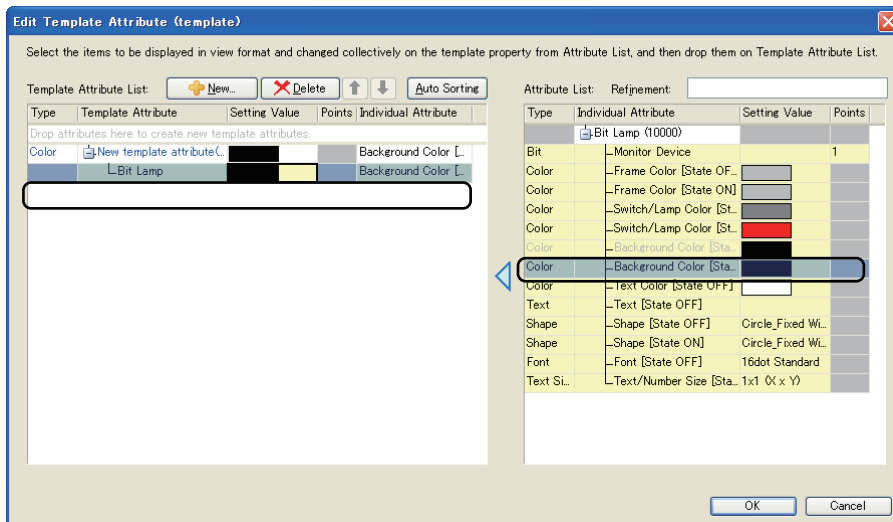 Edit Template Attribute (template)
Select the items to be displayed in view format and changed collectively on the template property from Attribute List, and then drop them on Template Attribute List.
Template Attribute List: New... Delete Auto Sorting
Type Template Attribute Setting Value Points Individual Attribute
Drop attributes here to create new template attributes.
Color New template attribute(... Background Color [...
Bit Lamp Background Color [...
Attribute List: Refinement:
Type Individual Attribute Setting Value Points
Bit Lamp (10000)
Bit Monitor Device 1
Color Frame Color [State OF...
Color Frame Color [State ON]
Color Switch/Lamp Color [St...
Color Switch/Lamp Color [St...
Color Background Color [Sta...
Color Background Color [Sta...
Color Text Color [State OFF]
Text Text [State OFF]
Shape Shape [State OFF] Circle_Fixed Wi...
Shape Shape [State ON] Circle_Fixed Wi...
Font Font [State OFF] 16dot Standard
Text Si... Text/Number Size [Sta... 1x1 (X x Y)
OK Cancel